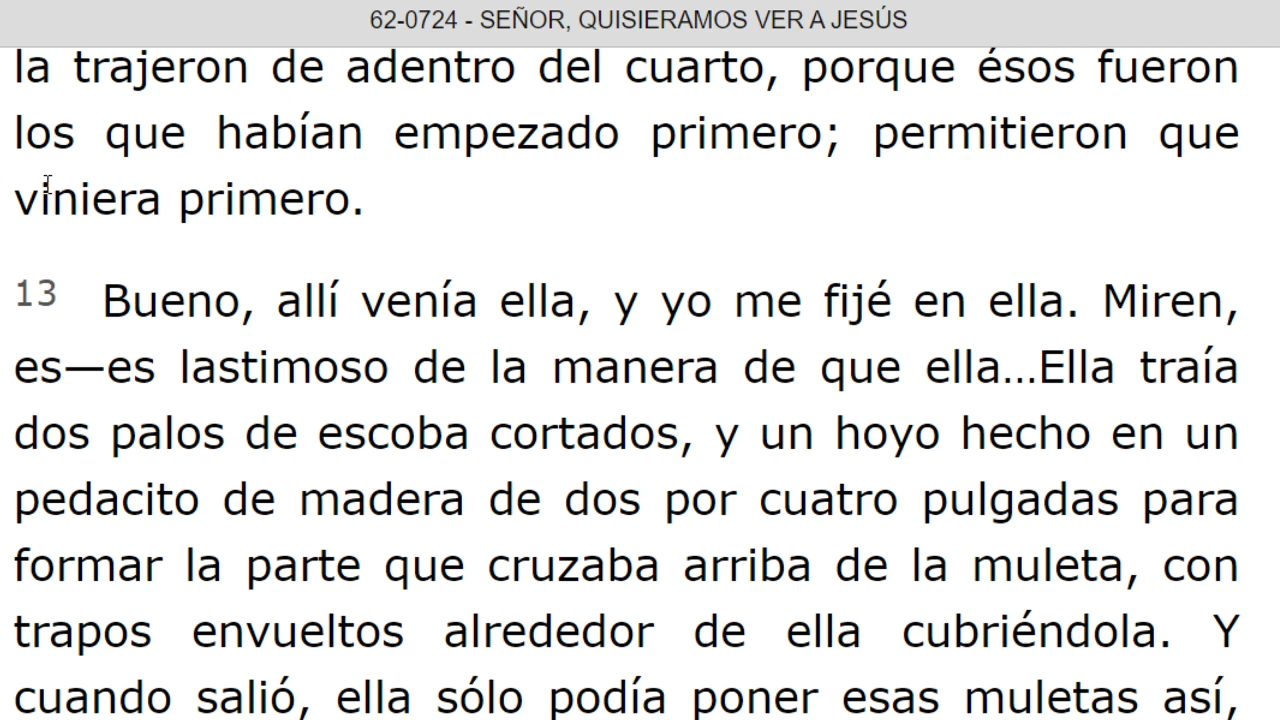 62-0724 - SEÑOR, QUISIERAMOS VER A JESÚS
la trajeron de adentro del cuarto, porque ésos fueron
los que habían empezado primero; permitieron que
viniera primero.
13 Bueno, allí venía ella, y yo me fijé en ella. Miren,
es—es lastimoso de la manera de que ella...Ella traía
dos palos de escoba cortados, y un hoyo hecho en un
pedacito de madera de dos por cuatro pulgadas para
formar la parte que cruzaba arriba de la muleta, con
trapos envueltos alrededor de ella cubriéndola. Y
cuando salió, ella sólo podía poner esas muletas así,